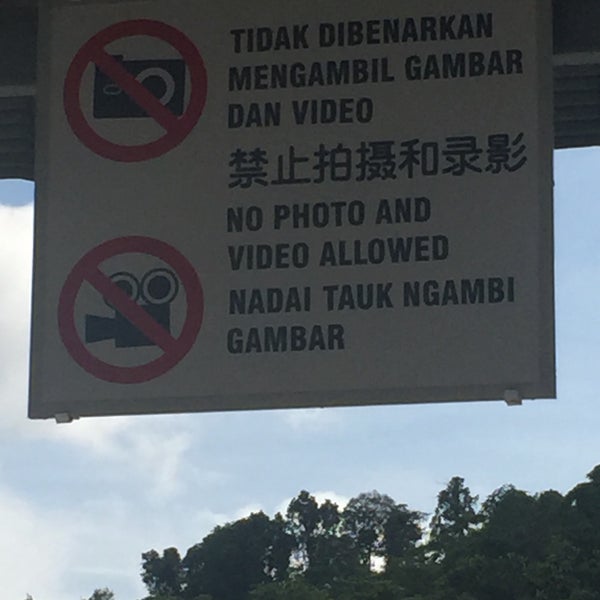 TIDAK DIBENARKAN
MENGAMBIL GAMBAR
DAN VIDEO
禁止拍摄和录影
NO PHOTO AND
VIDEO ALLOWED
NADAI TAUK NGAMBI
GAMBAR